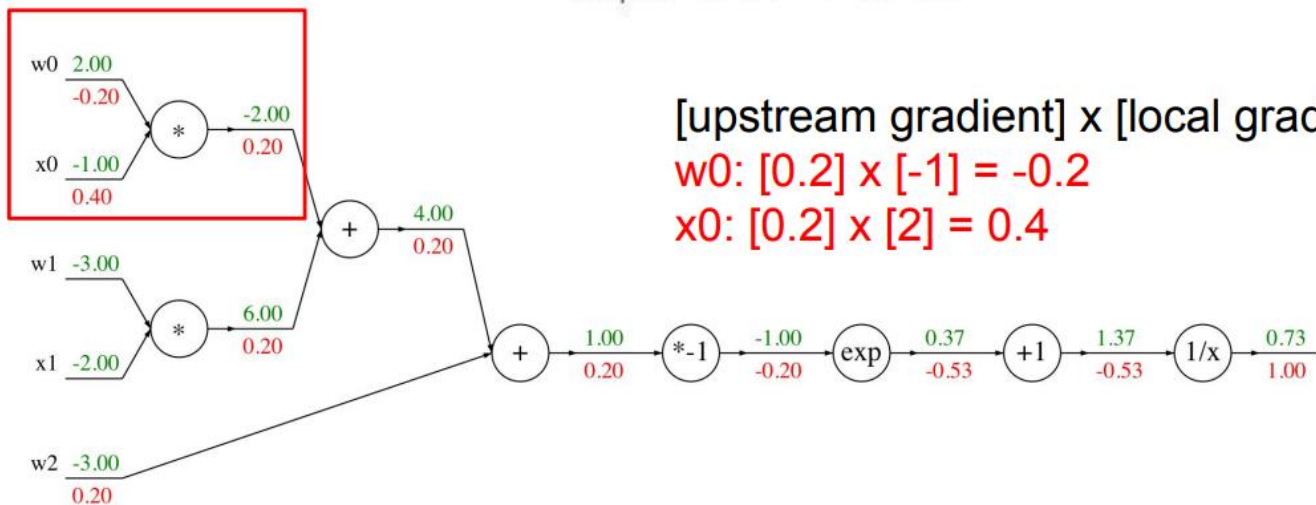 w0 2.00
-0.20
-2.00
*
0.20
x0 -1.00
0.40
[upstream gradient] x [local
w0: [0.2] x [-1] = -0.2
x0: [0.2] x [2] = 0.4
4.00
+
0.20
w1 -3.00
6.00
*
0.20
x1 -2.00
1.00 -1.00 0.37 1.37 0.73
+ *-1 exp +1 1/x
0.20 -0.20 -0.53 -0.53 1.00
w2 -3.00
0.20